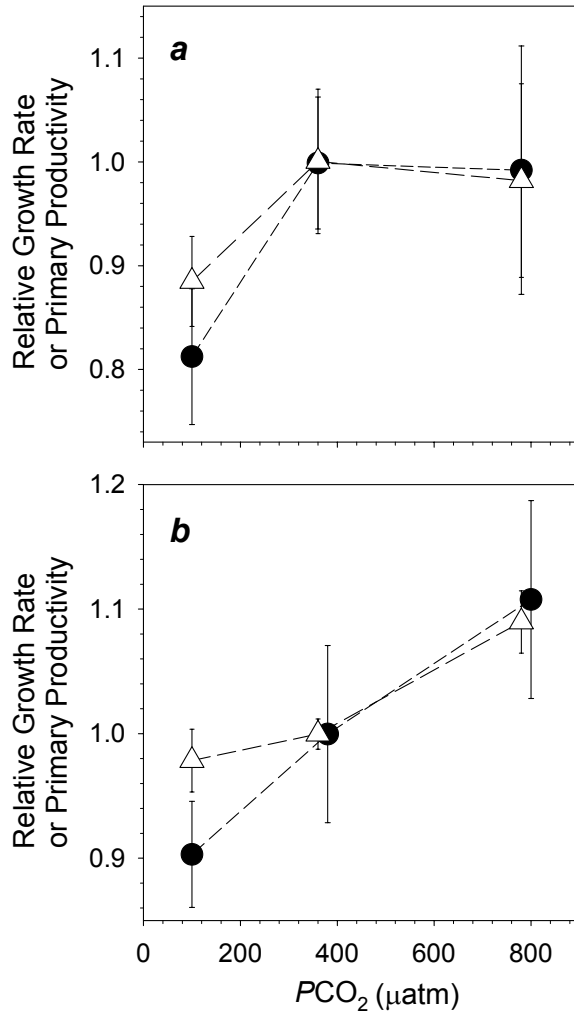 a
1.1
1.0
0.9
0.8
Relative Growth Rate
or Primary Productivity
b
1.2
1.1
1.0
0.9
Relative Growth Rate
or Primary Productivity
0 200 400 600 800
PCO₂ (μatm)